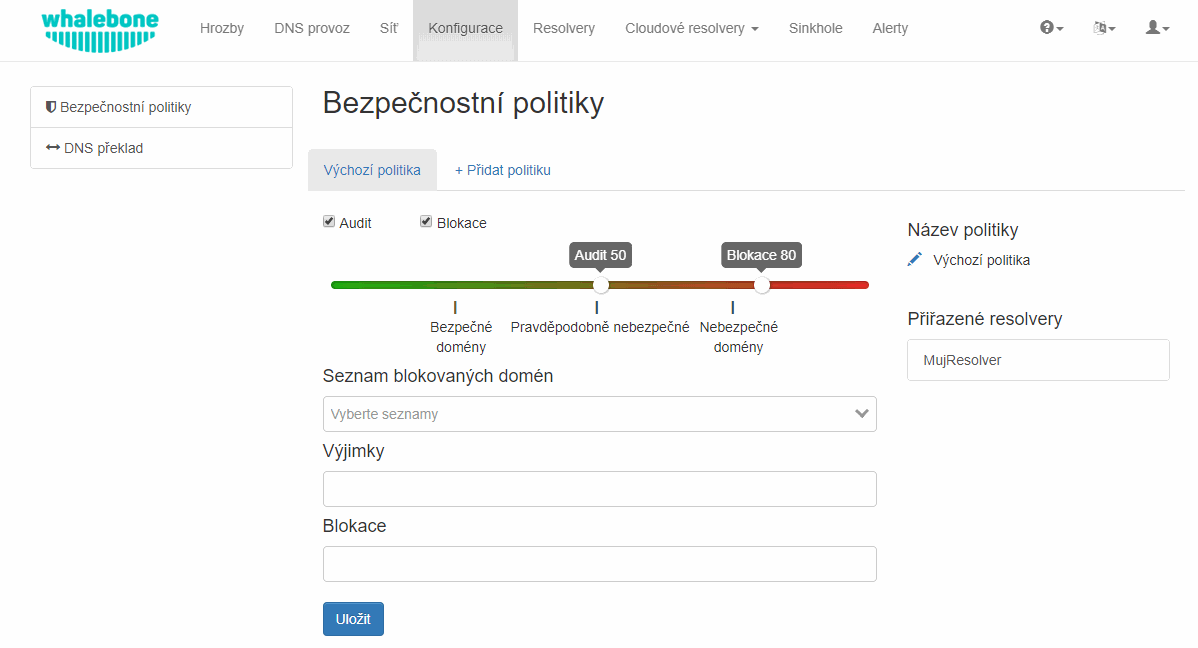 whalebone
Hrozby
DNS provoz
Síť
Konfigurace
Resolvery
Cloudové resolvery
Sinkhole
Alerty
Bezpečnostní politiky
DNS překlad
Bezpečnostní politiky
Výchozí politika
+ Přidat politiku
Audit
Blokace
Audit 50
Blokace 80
Bezpečné
domény
Pravděpodobně nebezpečné
Nebezpečné
domény
Seznam blokovaných domén
Vyberte seznamy
Výjimky
Blokace
Uložit
Název politiky
Výchozí politika
Přiřazené resolvery
MujResolver